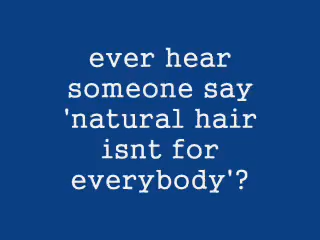 ever hear
someone say
'natural hair
isnt for
everybody'?